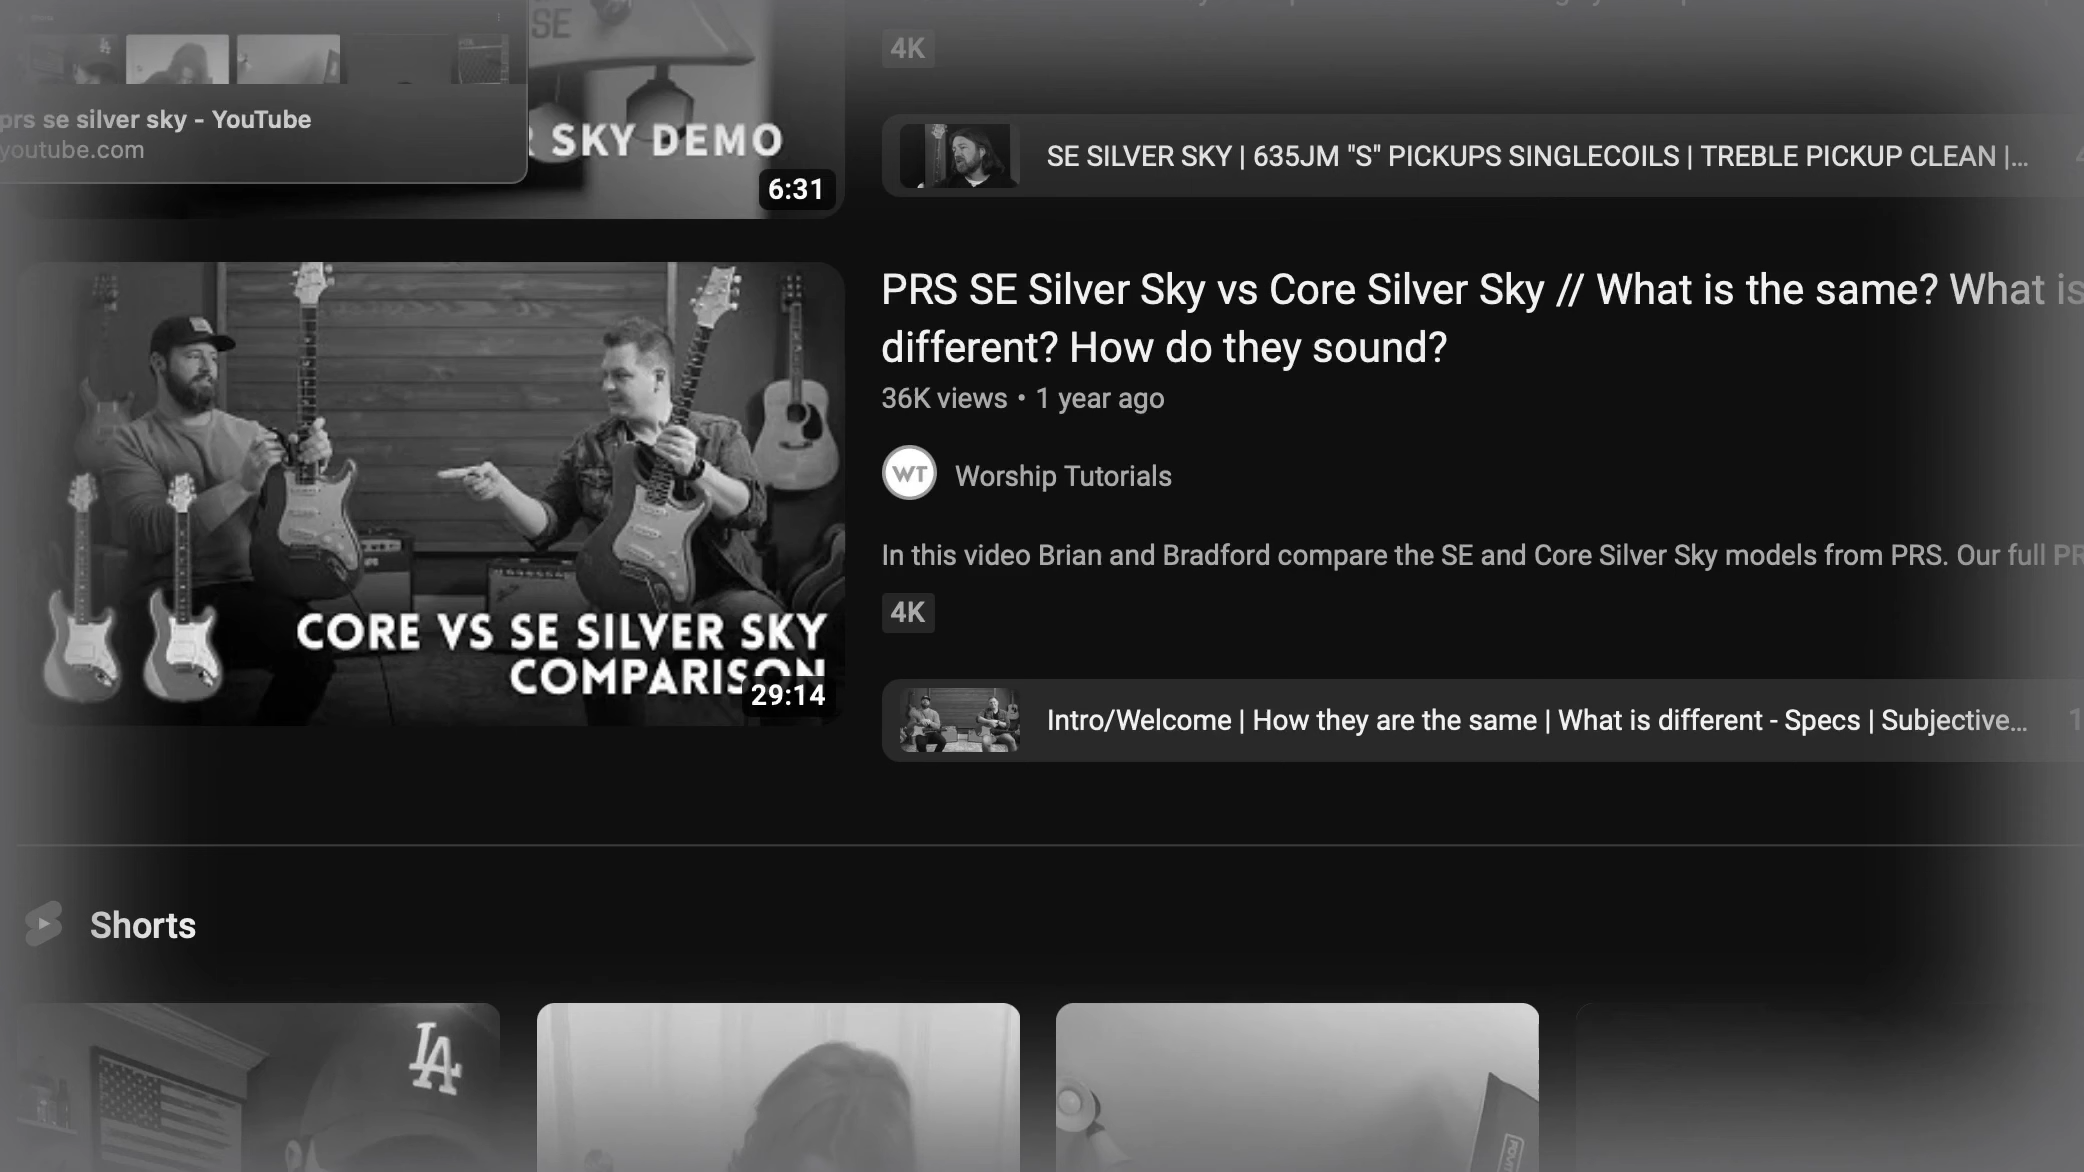 SE
prs se silver sky - YouTube
youtube.com
SKY DEMO
6:31
4K
SE SILVER SKY | 635JM "S" PICKUPS SINGLECOILS | TREBLE PICKUP CLEAN |...
PRS SE Silver Sky vs Core Silver Sky // What is the same? What is
different? How do they sound?
36K views • 1 year ago
WT
Worship Tutorials
In this video Brian and Bradford compare the SE and Core Silver Sky models from PRS. Our full PR
4K
CORE VS SE SILVER SKY
COMPARISON
29:14
Intro/Welcome | How they are the same | What is different - Specs | Subjective...
Shorts
LA